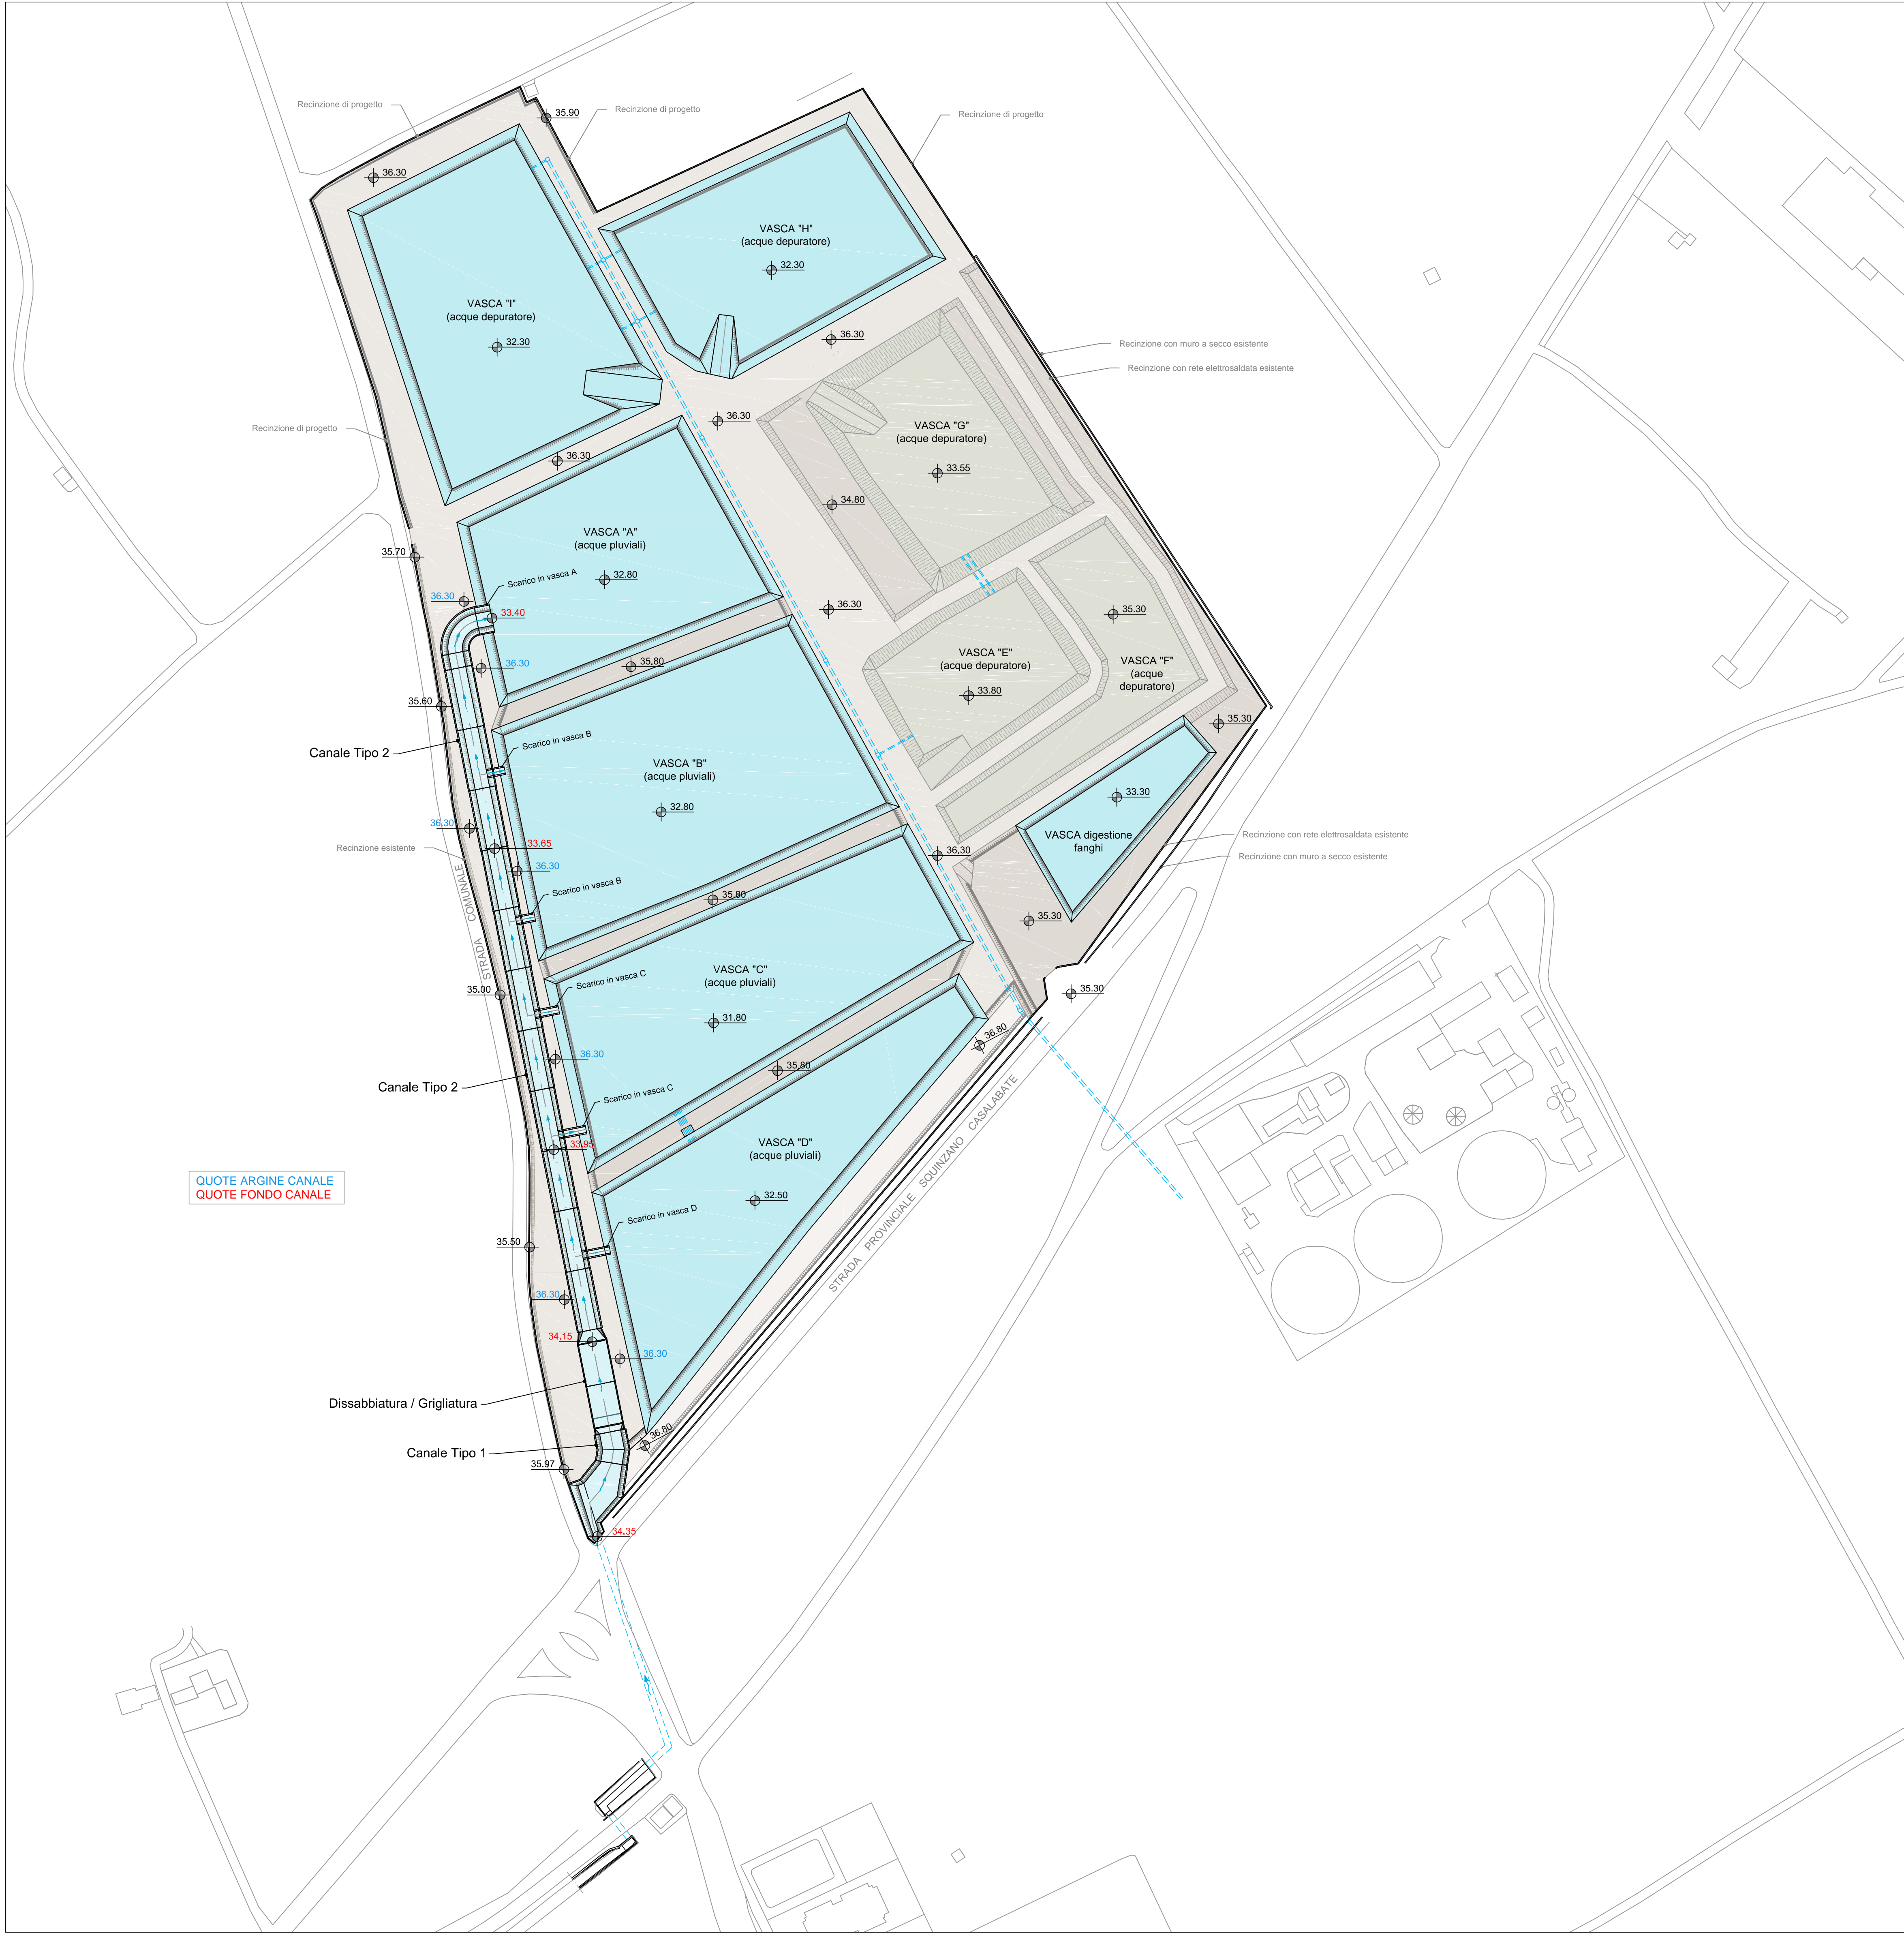 Recinzione di progetto
35.90
Recinzione di progetto
Recinzione di progetto
36.30
VASCA "H"
(acque depuratore)
32.30
VASCA "I"
(acque depuratore)
32.30
36.30
Recinzione con muro a secco esistente
Recinzione con rete elettrosaldata esistente
36.30
Recinzione di progetto
VASCA "G"
(acque depuratore)
33.55
36.30
34.80
VASCA "A"
(acque pluviali)
32.80
35.70
Scarico in vasca A
36.30
33.40
36.30
35.30
36.30
35.80
VASCA "E"
(acque depuratore)
33.80
VASCA "F"
(acque
depuratore)
35.60
35.30
Canale Tipo 2
Scarico in vasca B
VASCA "B"
(acque pluviali)
32.80
33.30
VASCA digestione
fanghi
36.30
Recinzione con rete elettrosaldata esistente
Recinzione esistente
33.65
36.30
36.30
Recinzione con muro a secco esistente
STRADA COMUNALE
Scarico in vasca B
35.80
35.30
VASCA "C"
(acque pluviali)
31.80
Scarico in vasca C
35.00
35.30
36.80
36.30
35.80
Canale Tipo 2
Scarico in vasca C
33.95
VASCA "D"
(acque pluviali)
32.50
STRADA PROVINCIALE SQUINZANO CASALABATE
QUOTE ARGINE CANALE
QUOTE FONDO CANALE
Scarico in vasca D
35.50
36.30
34.15
36.30
Dissabbiatura / Grigliatura
36.80
Canale Tipo 1
35.97
34.35